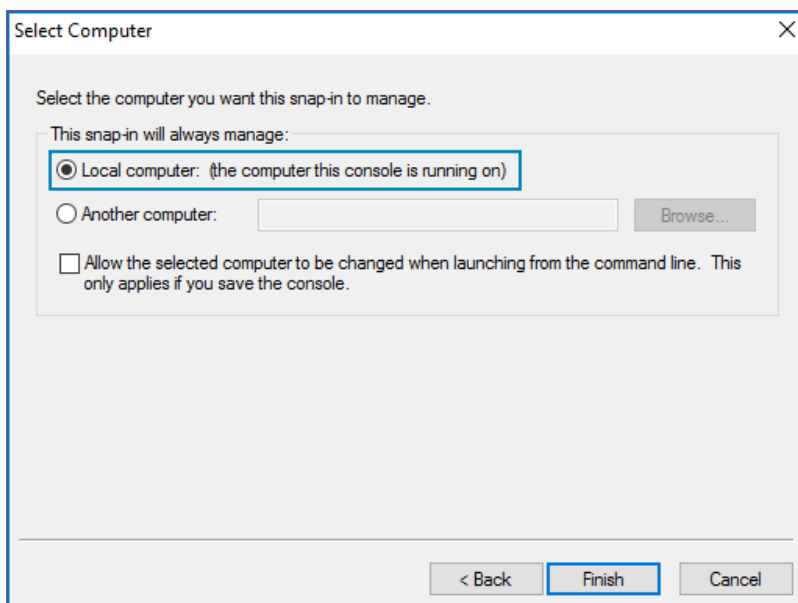 Select Computer
Select the computer you want this snap-in to manage.
This snap-in will always manage:
Local computer: (the computer this console is running on)
Another computer:
Browse...
Allow the selected computer to be changed when launching from the command line. This
only applies if you save the console.
< Back
Finish
Cancel